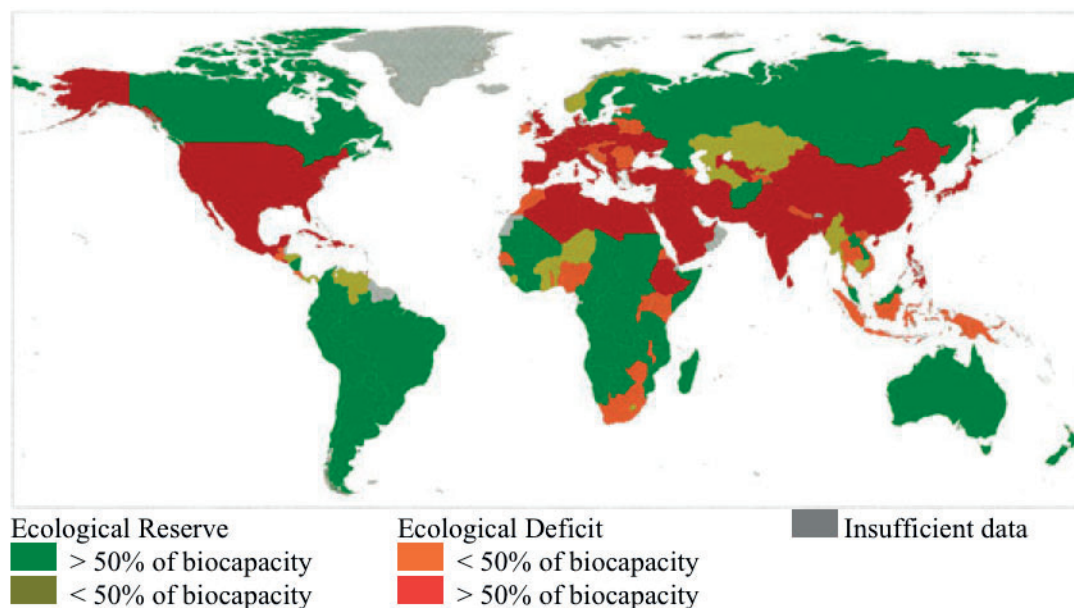 Ecological Reserve
> 50% of biocapacity
< 50% of biocapacity
Ecological Deficit
< 50% of biocapacity
> 50% of biocapacity
Insufficient data